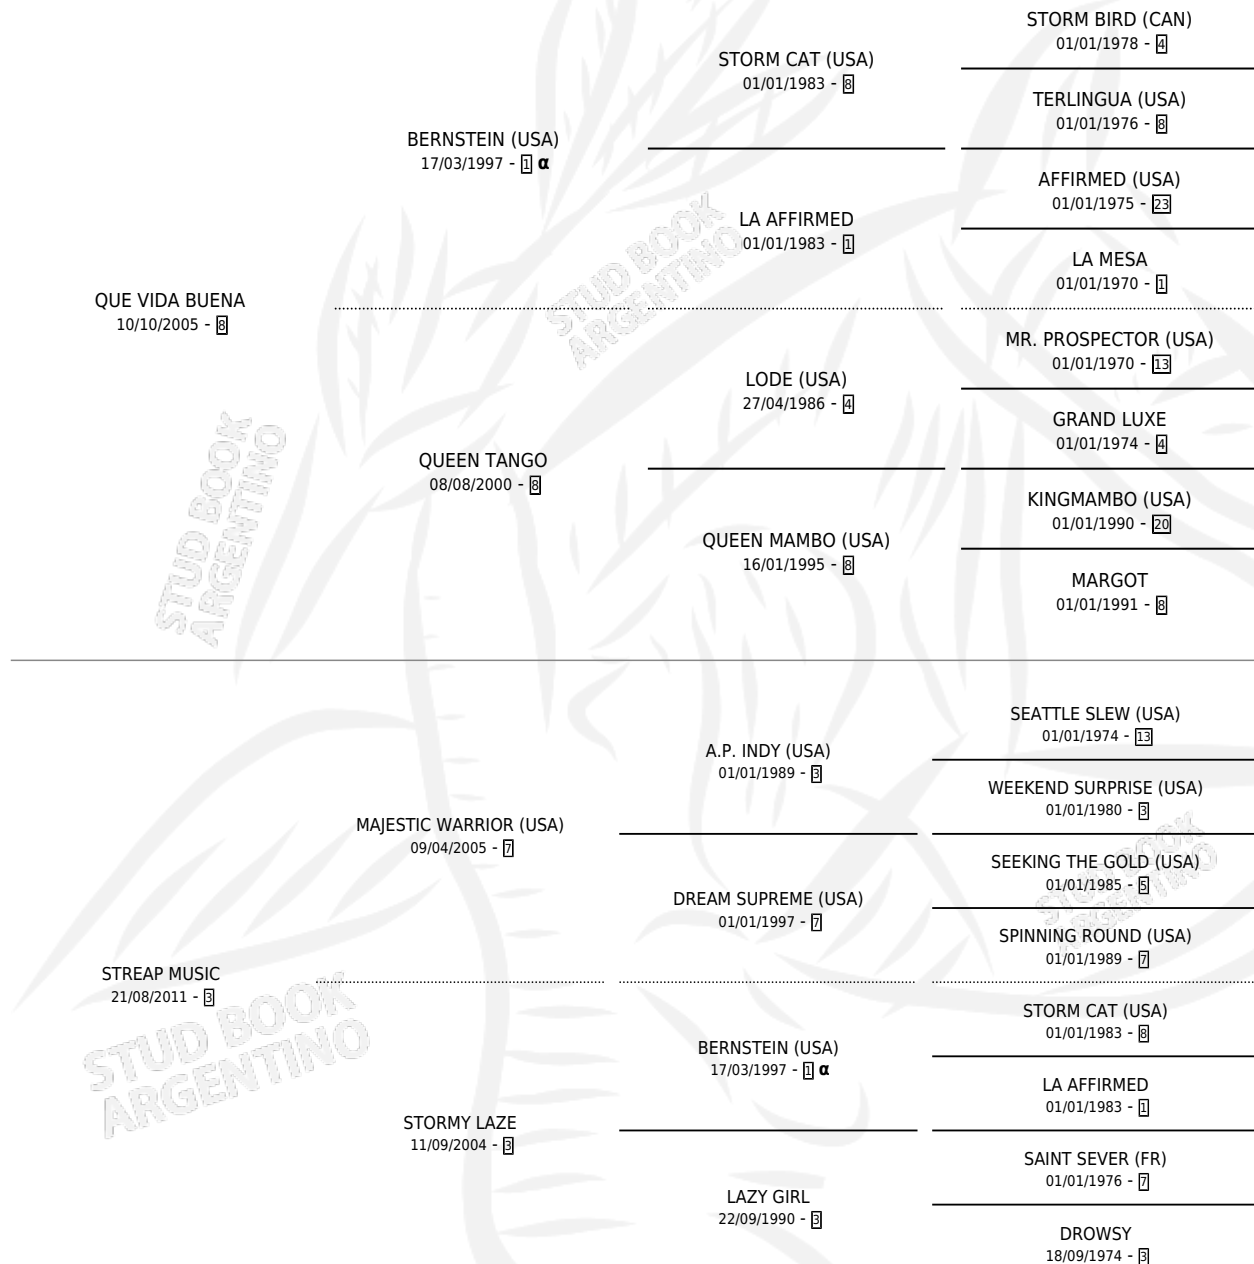 STORM BIRD (CAN)
01/01/1978 - 4
STORM CAT (USA)
01/01/1983 - 8
TERLINGUA (USA)
01/01/1976 - 8
BERNSTEIN (USA)
17/03/1997 - 1 α
AFFIRMED (USA)
01/01/1975 - 23
LA AFFIRMED
01/01/1983 - 1
LA MESA
01/01/1970 - 1
QUE VIDA BUENA
10/10/2005 - 8
MR. PROSPECTOR (USA)
01/01/1970 - 13
LODE (USA)
27/04/1986 - 4
GRAND LUXE
01/01/1974 - 4
QUEEN TANGO
08/08/2000 - 8
KINGMAMBO (USA)
01/01/1990 - 20
QUEEN MAMBO (USA)
16/01/1995 - 8
MARGOT
01/01/1991 - 8
SEATTLE SLEW (USA)
01/01/1974 - 13
A.P. INDY (USA)
01/01/1989 - 3
WEEKEND SURPRISE (USA)
01/01/1980 - 3
MAJESTIC WARRIOR (USA)
09/04/2005 - 7
SEEKING THE GOLD (USA)
01/01/1985 - 5
DREAM SUPREME (USA)
01/01/1997 - 7
SPINNING ROUND (USA)
01/01/1989 - 7
STREAP MUSIC
21/08/2011 - 3
STORM CAT (USA)
01/01/1983 - 8
BERNSTEIN (USA)
17/03/1997 - 1 α
LA AFFIRMED
01/01/1983 - 1
STORMY LAZE
11/09/2004 - 3
SAINT SEVER (FR)
01/01/1976 - 7
LAZY GIRL
22/09/1990 - 3
DROWSY
18/09/1974 - 3
STUD BOOK
ARGENTINO
STUD BOOK
ARGENTINO
STUD BOOK
ARGENTINO
STUD BOOK
ARGENTINO